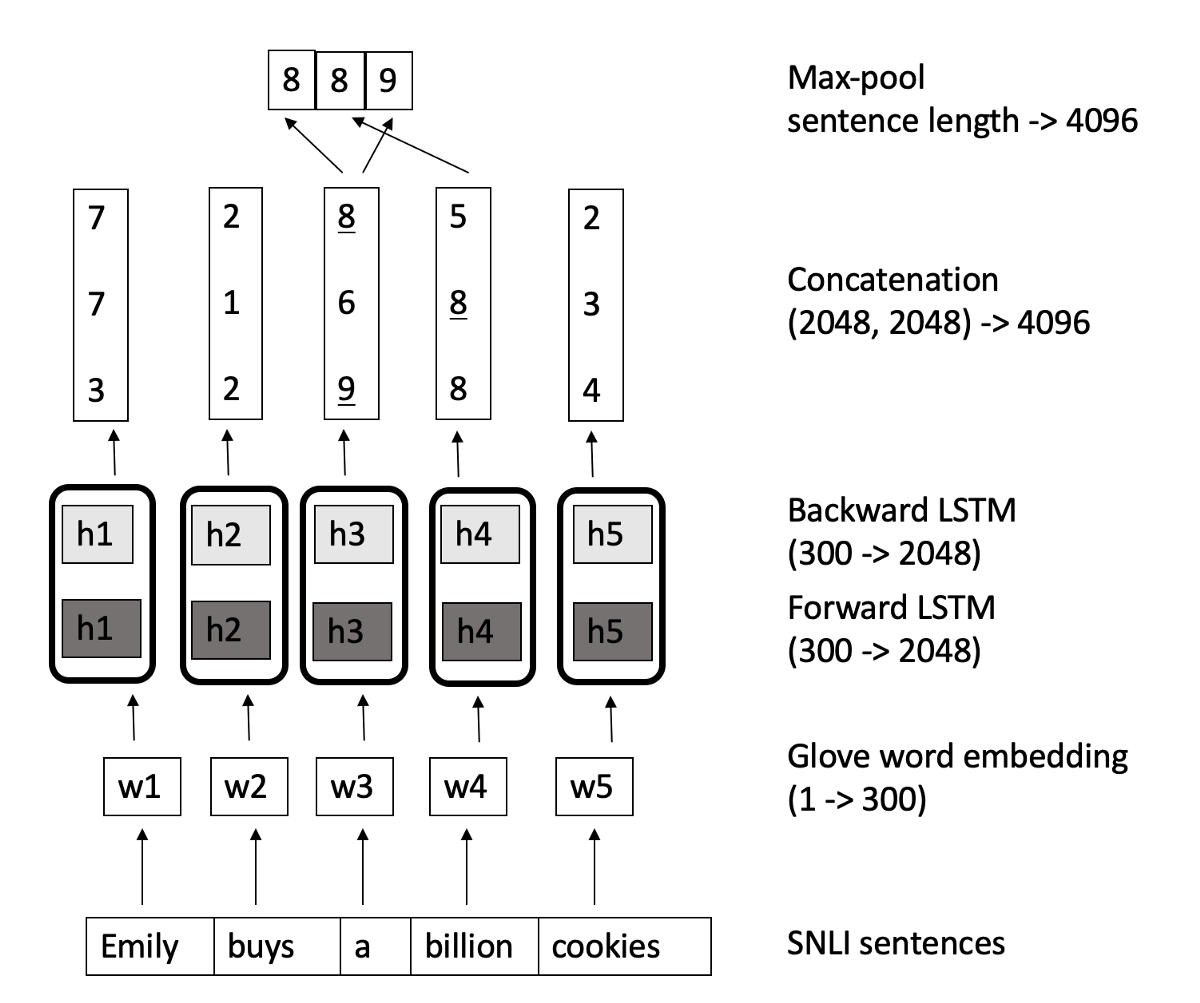 8 8 9
Max-pool
sentence length -> 4096
7 2 8 5 2
7 1 6 8 3
3 2 9 8 4
Concatenation
(2048, 2048) -> 4096
h1 h2 h3 h4 h5
Backward LSTM
(300 -> 2048)
h1 h2 h3 h4 h5
Forward LSTM
(300 -> 2048)
w1 w2 w3 w4 w5
Glove word embedding
(1 -> 300)
Emily buys a billion cookies
SNLI sentences